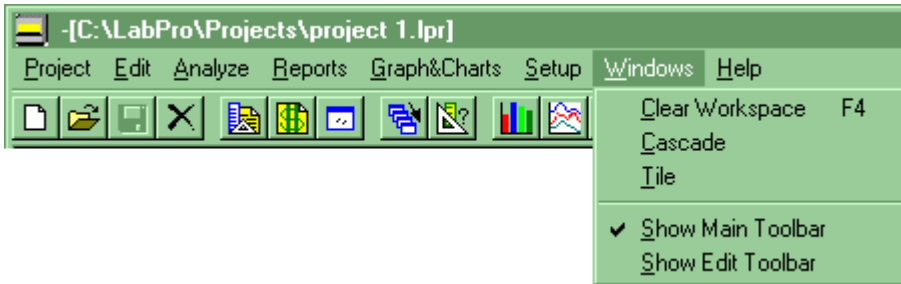 -[C:\LabPro\Projects\project 1.lpr]
Project Edit Analyze Reports Graph&Charts Setup Windows Help
Clear Workspace F4
Cascade
Tile
Show Main Toolbar
Show Edit Toolbar